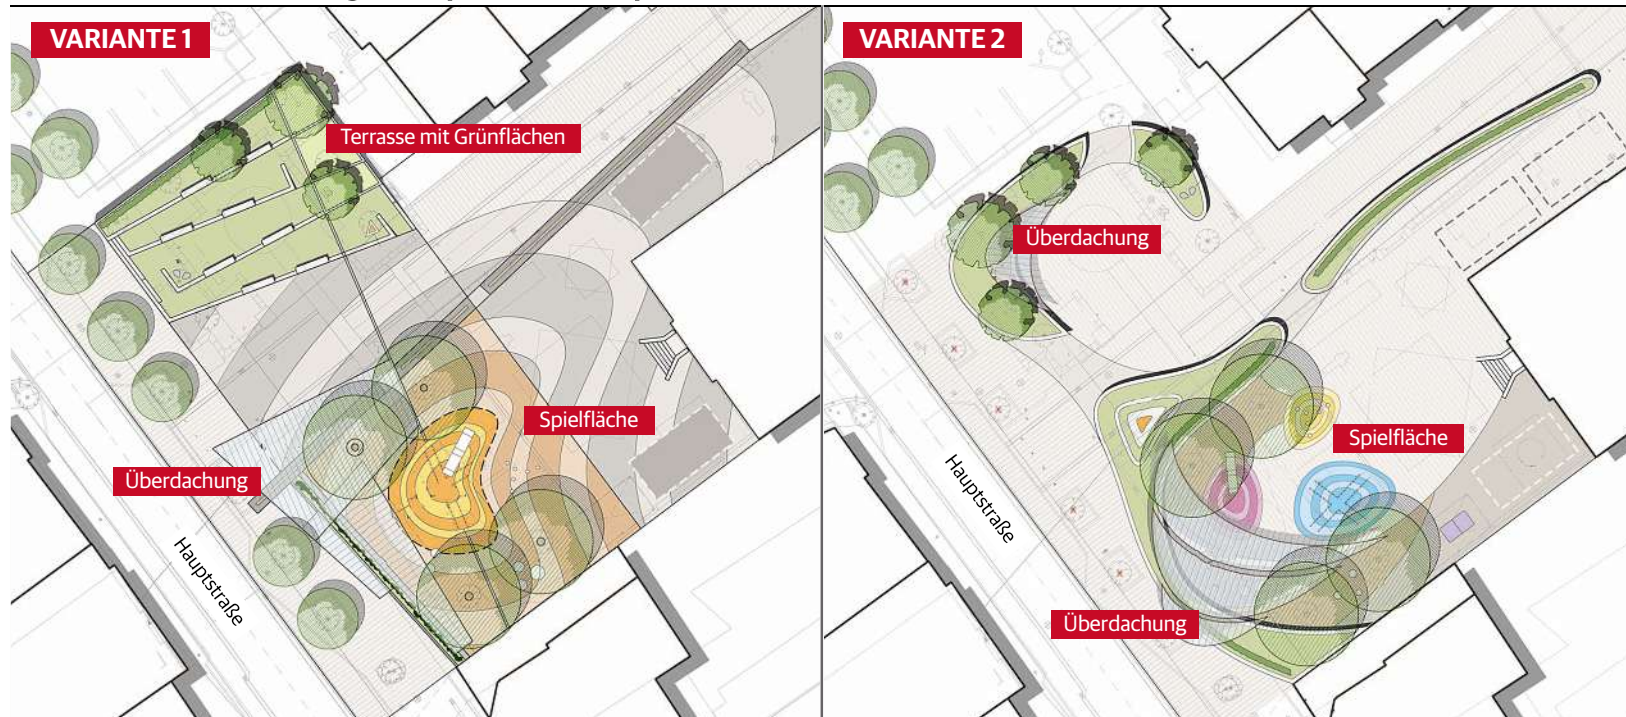 VARIANTE 1
Terrasse mit Grünflächen
Spielfläche
Überdachung
Hauptstraße
VARIANTE 2
Überdachung
Spielfläche
Hauptstraße
Überdachung